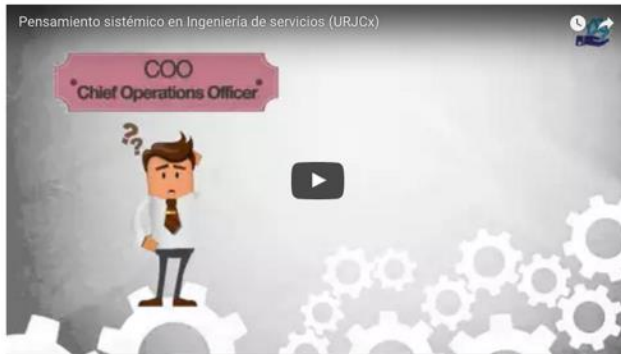 Pensamiento sistémico en Ingeniería de servicios (URJCx)
COO
"Chief Operations Officer"
??